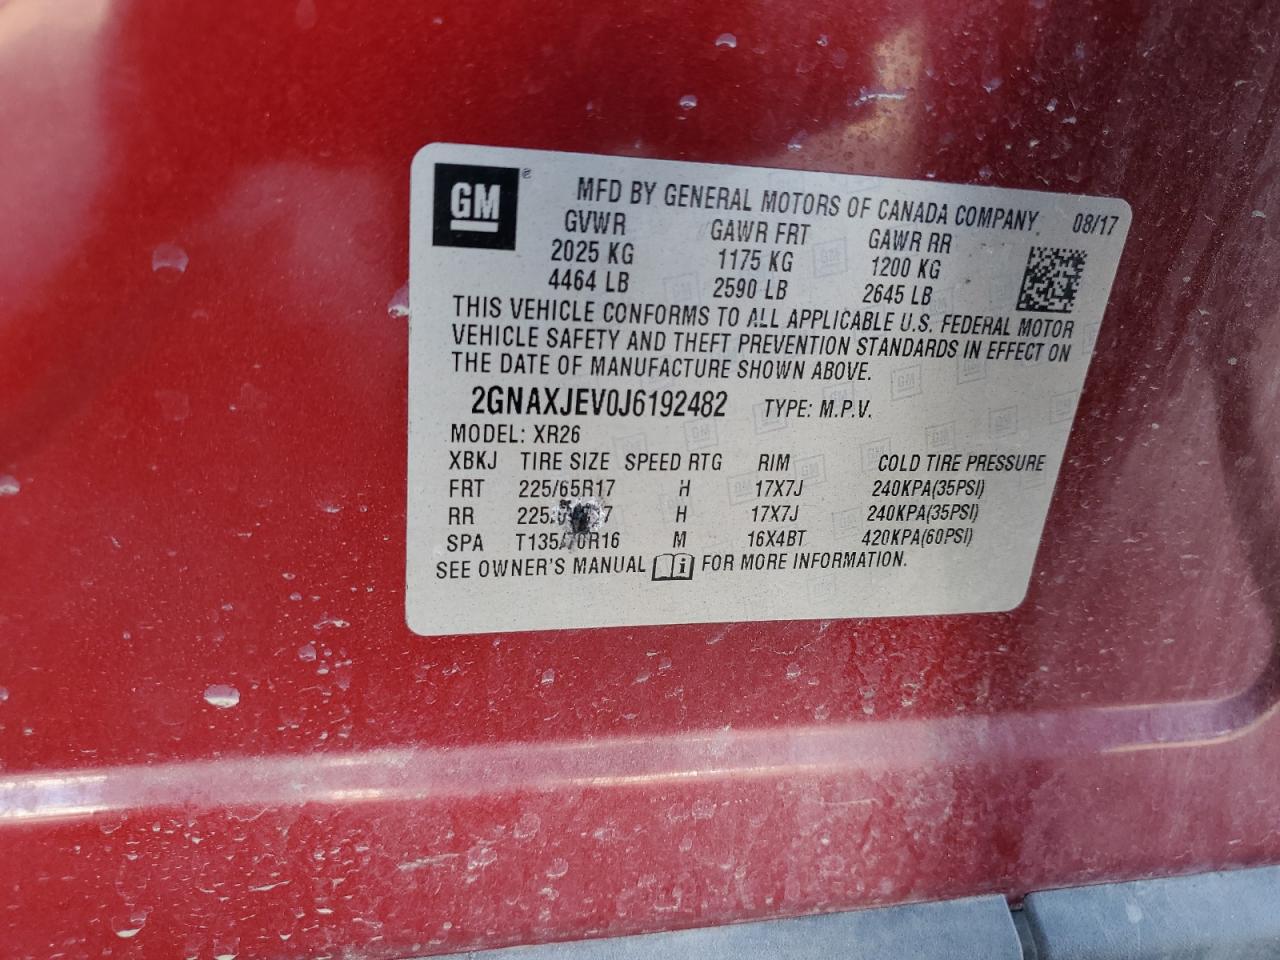 GM ®
MFD BY GENERAL MOTORS OF CANADA COMPANY 08/17
GVWR GAWR FRT GAWR RR
2025 KG 1175 KG 1200 KG
4464 LB 2590 LB 2645 LB
THIS VEHICLE CONFORMS TO ALL APPLICABLE U.S. FEDERAL MOTOR
VEHICLE SAFETY AND THEFT PREVENTION STANDARDS IN EFFECT ON
THE DATE OF MANUFACTURE SHOWN ABOVE.
2GNAXJEV0J6192482 TYPE: M.P.V.
MODEL: XR26
XBKJ TIRE SIZE SPEED RTG RIM COLD TIRE PRESSURE
FRT 225/65R17 H 17X7J 240KPA(35PSI)
RR H 17X7J 240KPA(35PSI)
SPA T135/70R16 M 16X4BT 420KPA(60PSI)
SEE OWNER'S MANUAL FOR MORE INFORMATION.